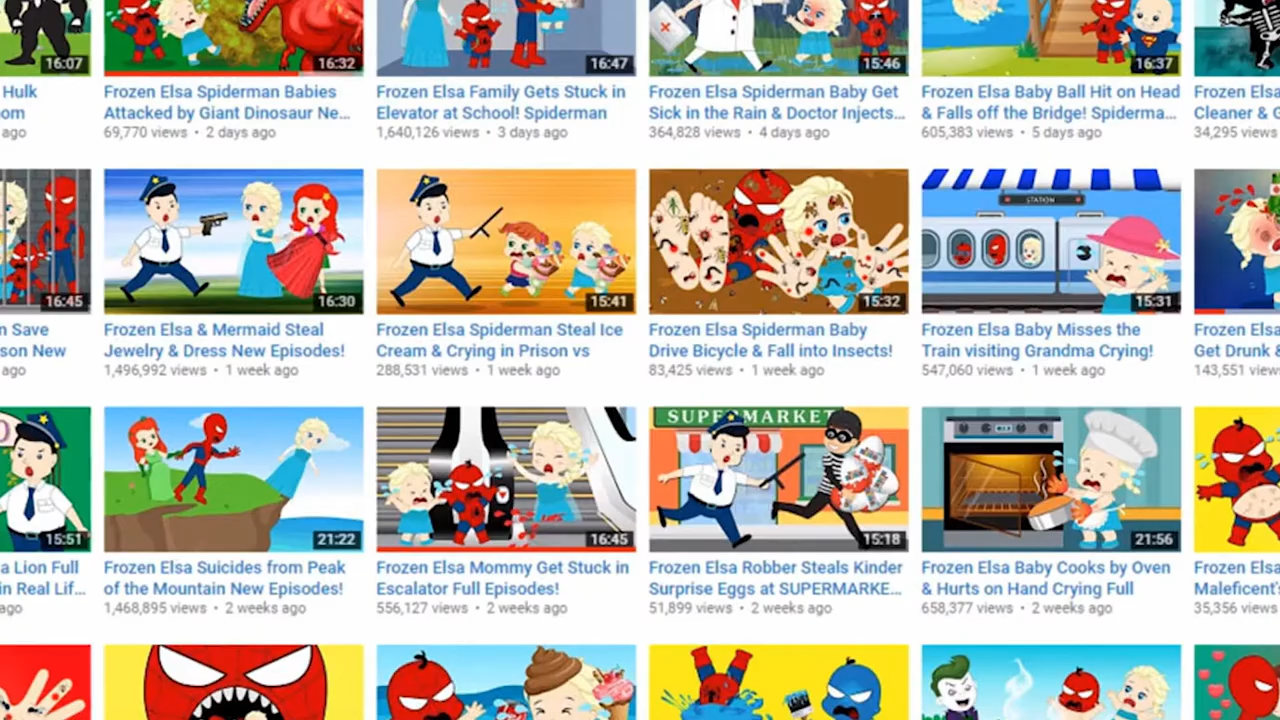 16:07
16:32
16:47
15:46
16:37
Hulk
Frozen Elsa Spiderman Babies
Frozen Elsa Family Gets Stuck in
Frozen Elsa Spiderman Baby Get
Frozen Elsa Baby Ball Hit on Head
Frozen Elsa
oom
Attacked by Giant Dinosaur Ne...
Elevator at School! Spiderman
Sick in the Rain & Doctor Injects...
& Falls off the Bridge! Spiderma...
Cleaner & G
ago
69,770 views • 2 days ago
1,640,126 views • 3 days ago
364,828 views • 4 days ago
605,383 views • 5 days ago
34,295 views
STATION
16:45
16:30
15:41
15:32
15:31
n Save
Frozen Elsa & Mermaid Steal
Frozen Elsa Spiderman Steal Ice
Frozen Elsa Spiderman Baby
Frozen Elsa Baby Misses the
Frozen Elsa
son New
Jewelry & Dress New Episodes!
Cream & Crying in Prison vs
Drive Bicycle & Fall into Insects!
Train visiting Grandma Crying!
Get Drunk &
ago
1,496,992 views • 1 week ago
288,531 views • 1 week ago
83,425 views • 1 week ago
547,060 views • 1 week ago
143,551 views
SUPERMARKET
15:51
21:22
16:45
15:18
21:56
a Lion Full
Frozen Elsa Suicides from Peak
Frozen Elsa Mommy Get Stuck in
Frozen Elsa Robber Steals Kinder
Frozen Elsa Baby Cooks by Oven
Frozen Elsa
in Real Lif...
of the Mountain New Episodes!
Escalator Full Episodes!
Surprise Eggs at SUPERMARKE...
& Hurts on Hand Crying Full
Maleficent's
ago
1,468,895 views • 2 weeks ago
556,127 views • 2 weeks ago
51,899 views • 2 weeks ago
658,377 views • 2 weeks ago
35,356 views